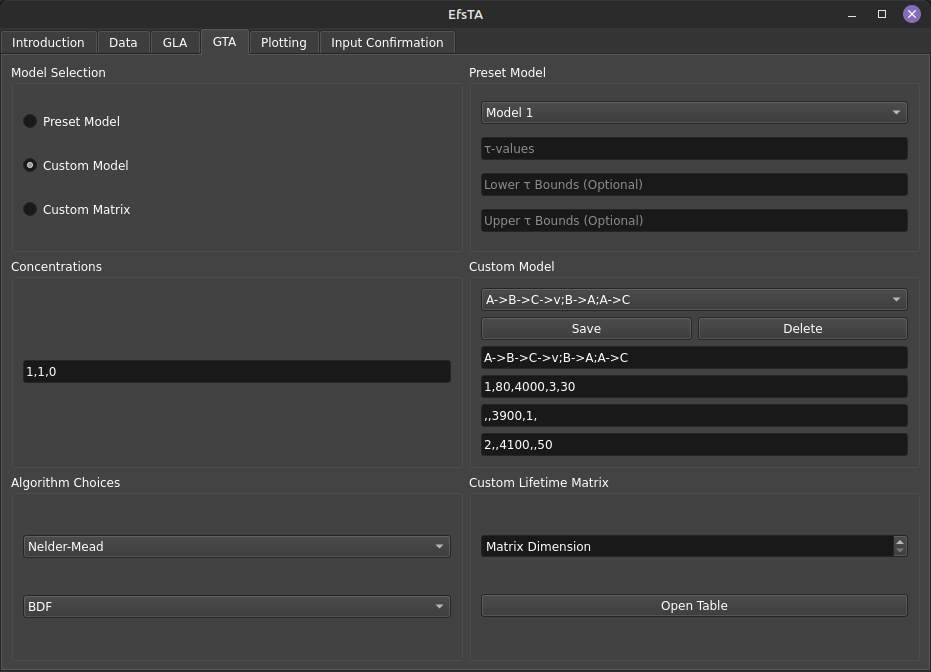 EfsTA
Introduction
Data
GLA
GTA
Plotting
Input Confirmation
Model Selection
Preset Model
Custom Model
Custom Matrix
Preset Model
Model 1
τ-values
Lower τ Bounds (Optional)
Upper τ Bounds (Optional)
Concentrations
1,1,0
Custom Model
A->B->C->v;B->A;A->C
Save
Delete
A->B->C->v;B->A;A->C
1,80,4000,3,30
,,3900,1,
2,,4100,,50
Algorithm Choices
Nelder-Mead
BDF
Custom Lifetime Matrix
Matrix Dimension
Open Table